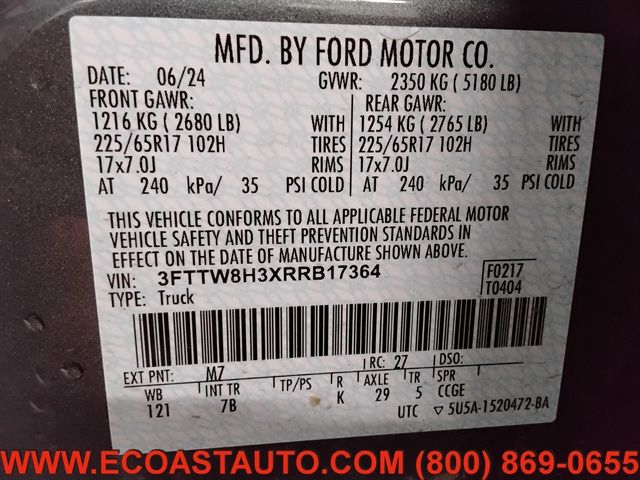 MFD. BY FORD MOTOR CO.
DATE: 06/24 GVWR: 2350 KG ( 5180 LB)
FRONT GAWR: REAR GAWR:
1216 KG ( 2680 LB) WITH 1254 KG ( 2765 LB)
225/65R17 102H TIRES 225/65R17 102H
17x7.0J RIMS 17x7.0J
AT 240 kPa/ 35 PSI COLD AT 240 kPa/ 35 PSI COLD
WITH
TIRES
RIMS
THIS VEHICLE CONFORMS TO ALL APPLICABLE FEDERAL MOTOR
VEHICLE SAFETY AND THEFT PREVENTION STANDARDS IN
EFFECT ON THE DATE OF MANUFACTURE SHOWN ABOVE.
VIN: 3FTTW8H3XRRB17364 F0217
TYPE: Truck T0404
EXT PNT: M7 RC: 27 DSO:
WB INT TR TP/PS R AXLE TR SPR
121 7B K 29 5 CCGE
UTC ▽ 5U5A-1520472-BA
WWW.ECOASTAUTO.COM (800) 869-0655